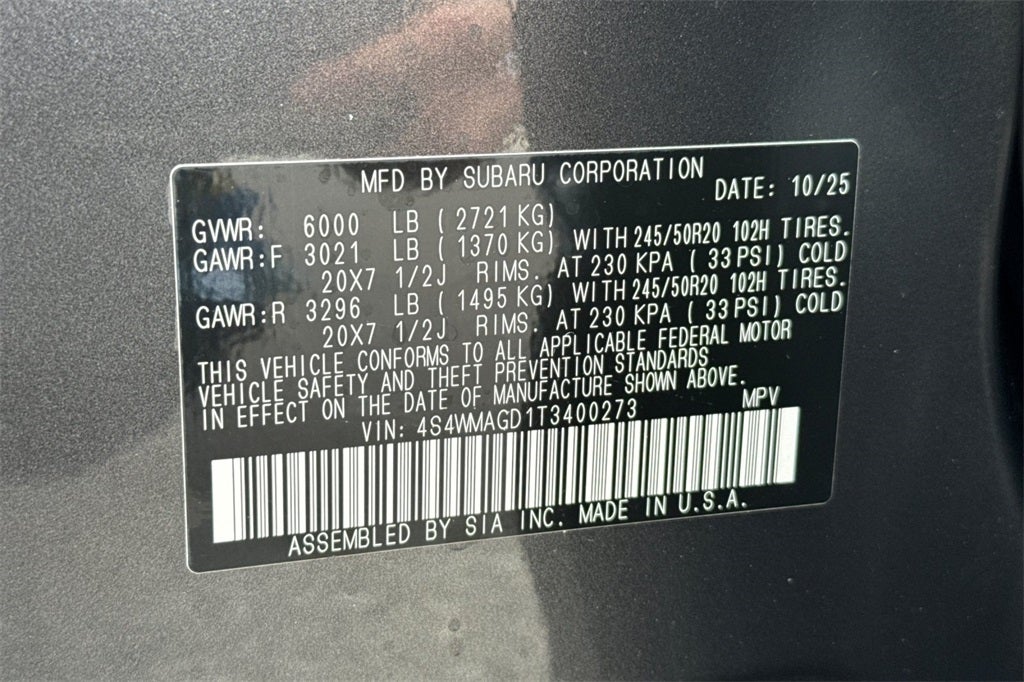 MFD BY SUBARU CORPORATION DATE: 10/25
GVWR: 6000 LB ( 2721 KG)
GAWR:F 3021 LB ( 1370 KG) WITH 245/50R20 102H TIRES.
20X7 1/2J RIMS. AT 230 KPA ( 33 PSI) COLD
GAWR:R 3296 LB ( 1495 KG) WITH 245/50R20 102H TIRES.
20X7 1/2J RIMS. AT 230 KPA ( 33 PSI) COLD
THIS VEHICLE CONFORMS TO ALL APPLICABLE FEDERAL MOTOR
VEHICLE SAFETY AND THEFT PREVENTION STANDARDS
IN EFFECT ON THE DATE OF MANUFACTURE SHOWN ABOVE.
VIN: 4S4WMAGD1T3400273 MPV
ASSEMBLED BY SIA INC. MADE IN U.S.A.